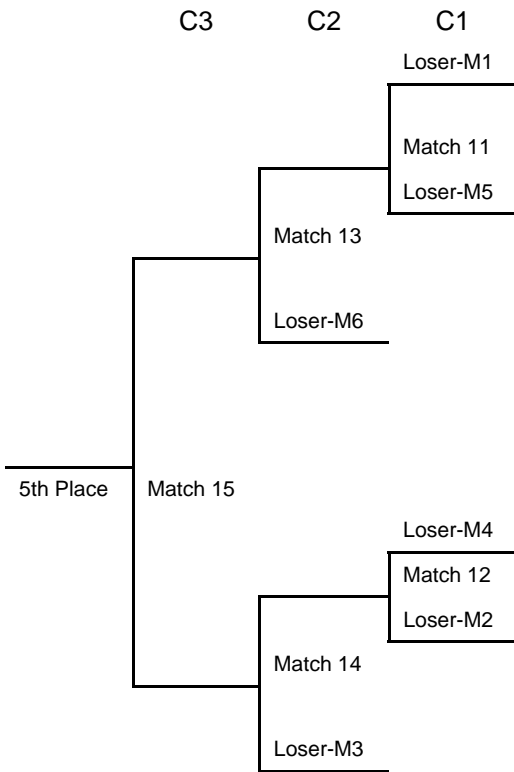 C3 C2 C1
Loser-M1
Match 11
Loser-M5
Match 13
Loser-M6
5th Place Match 15
Loser-M4
Match 12
Loser-M2
Match 14
Loser-M3